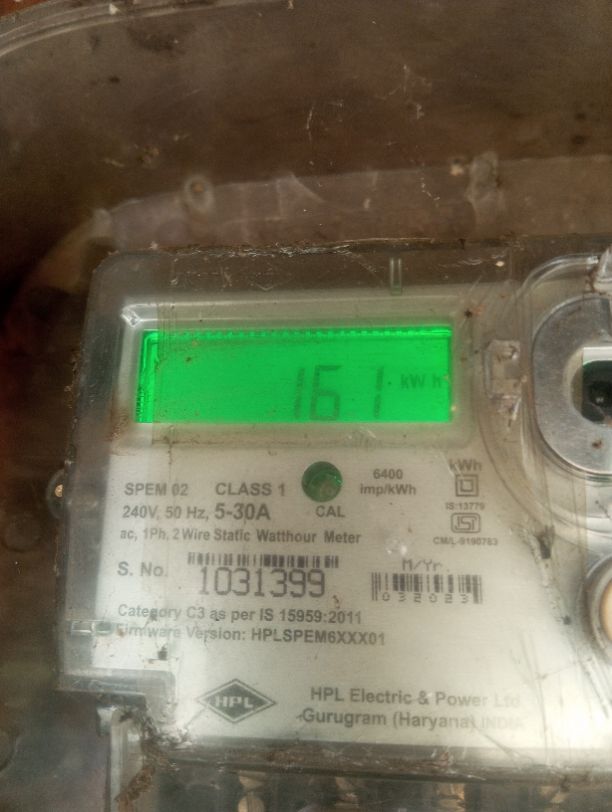 161 kWh
SPEM 02 CLASS 1 6400 kWh
imp/kWh
240V, 50 Hz, 5-30A CAL IS:13779
ac, 1Ph, 2Wire Static Watthour Meter CM/L-9190783
S. No. 1031399 M/Yr.
032023
Category C3 as per IS 15959:2011
Firmware Version: HPLSPEM6XXX01
HPL HPL Electric & Power Ltd.
Gurugram (Haryana) INDIA